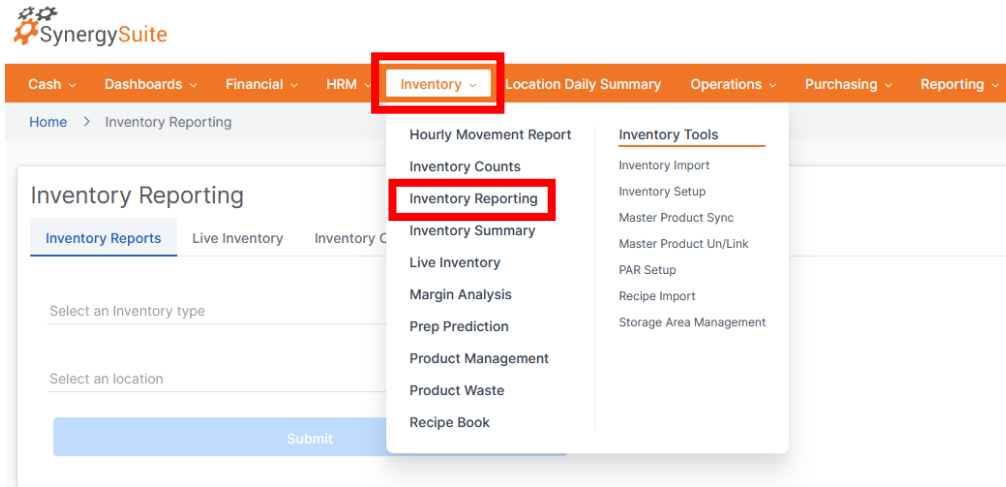 SynergySuite
Cash Dashboards Financial HRM Inventory Location Daily Summary Operations Purchasing Reporting
Home > Inventory Reporting
Inventory Reporting
Inventory Reports Live Inventory Inventory C
Select an Inventory type
Select an location
Submit
Hourly Movement Report
Inventory Counts
Inventory Reporting
Inventory Summary
Live Inventory
Margin Analysis
Prep Prediction
Product Management
Product Waste
Recipe Book
Inventory Tools
Inventory Import
Inventory Setup
Master Product Sync
Master Product Un/Link
PAR Setup
Recipe Import
Storage Area Management